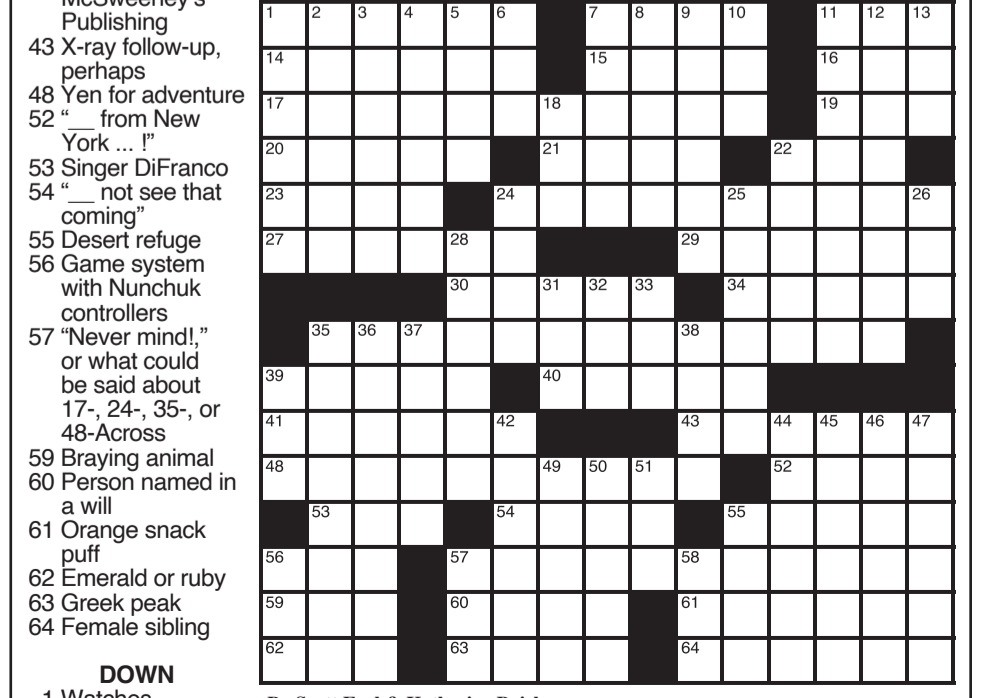 McSweeney's
Publishing
43 X-ray follow-up,
perhaps
48 Yen for adventure
52 “__ from New
York ... !”
53 Singer DiFranco
54 “__ not see that
coming”
55 Desert refuge
56 Game system
with Nunchuk
controllers
57 “Never mind!,”
or what could
be said about
17-, 24-, 35-, or
48-Across
59 Braying animal
60 Person named in
a will
61 Orange snack
puff
62 Emerald or ruby
63 Greek peak
64 Female sibling
DOWN
1 Watches
1 2 3 4 5 6 7 8 9 10 11 12 13
14 15 16
17 18 19
20 21 22
23 24 25 26
27 28 29
30 31 32 33 34
35 36 37 38
39 40
41 42 43 44 45 46 47
48 49 50 51 52
53 54 55
56 57 58
59 60 61
62 63 64
By Scott